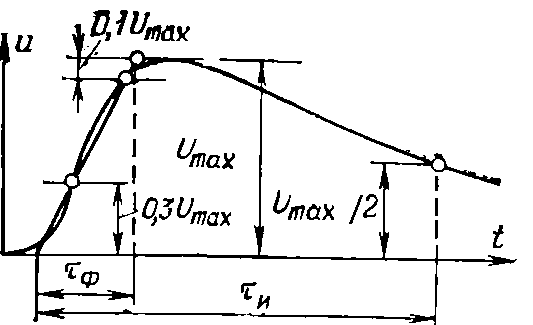 0,1Umax
u
Umax
0,3Umax
Umax/2
t
τф
τи